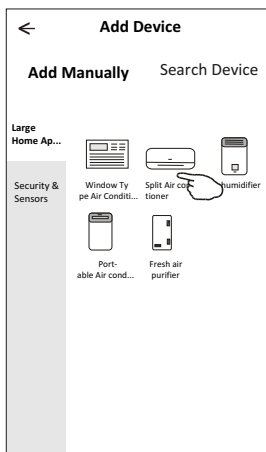 Add Device
Add Manually
Search Device
Large
Home Ap...
Security &
Sensors
Window Ty
pe Air Conditi...
Split Air con
tioner
humidifier
Port-
able Air cond...
Fresh air
purifier